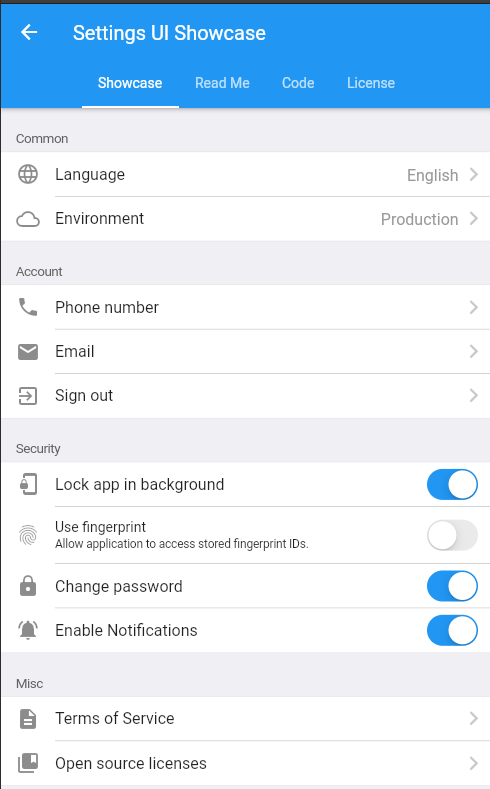 Settings UI Showcase
Showcase Read Me Code License
Common
Language English
Environment Production
Account
Phone number
Email
Sign out
Security
Lock app in background
Use fingerprint
Allow application to access stored fingerprint IDs.
Change password
Enable Notifications
Misc
Terms of Service
Open source licenses